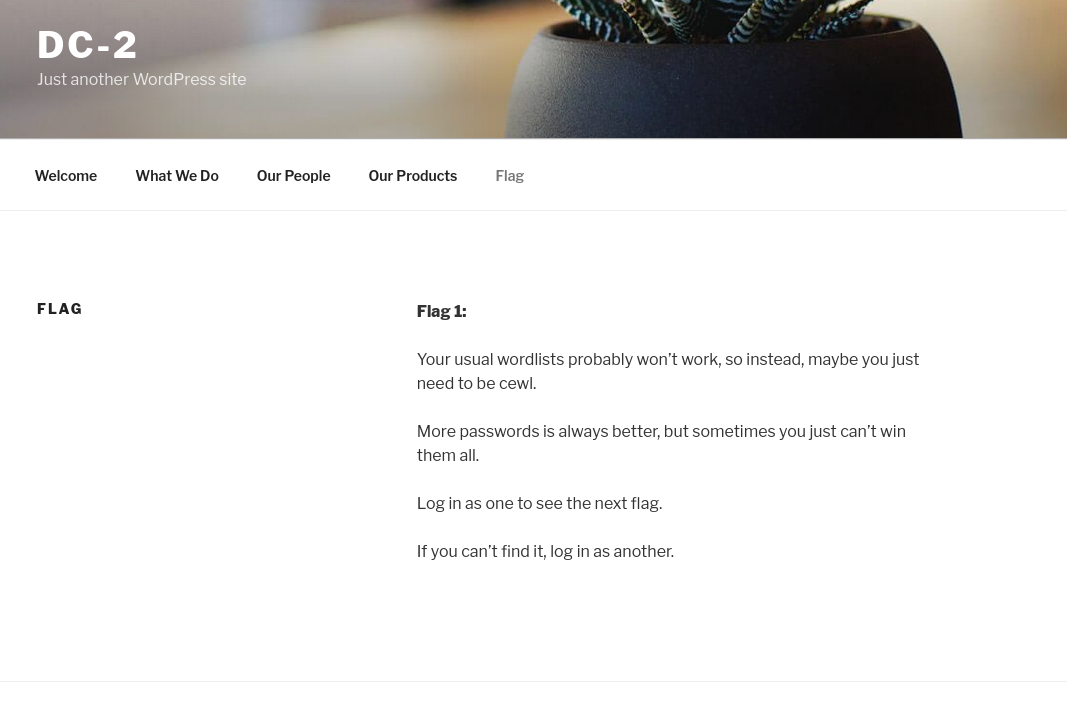 DC-2
Just another WordPress site
Welcome What We Do Our People Our Products Flag
FLAG
Flag 1:
Your usual wordlists probably won’t work, so instead, maybe you just
need to be cewl.
More passwords is always better, but sometimes you just can’t win
them all.
Log in as one to see the next flag.
If you can’t find it, log in as another.